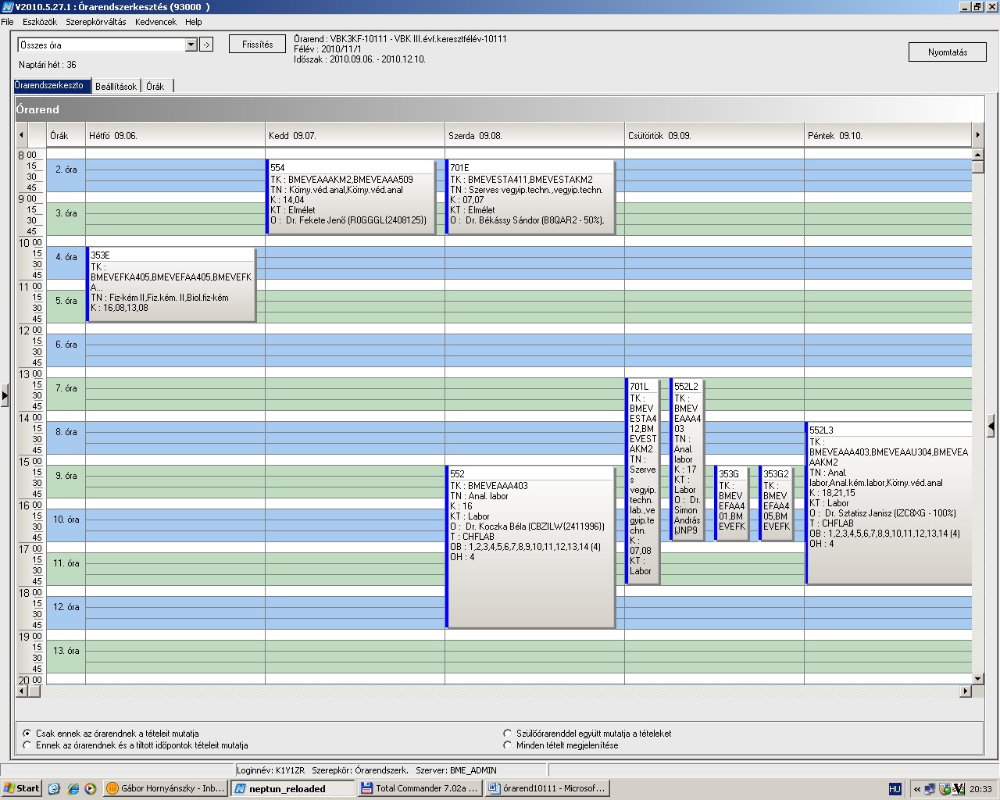 V2010.5.27.1 : Órarendszerkesztés (93000 )
File Eszközök Szerepkörváltás Kedvencek Help
Összes óra
->
Frissítés
Órarend : VBK3KF-10111 - VBK III.évf.keresztfélév-10111
Félév : 2010/11/1
Időszak : 2010.09.06. - 2010.12.10.
Nyomtatás
Naptári hét : 36
Órarendszerkeszto Beállítások Órák
Órarend
Órák Hétfő 09.06. Kedd 09.07. Szerda 09.08. Csütörtök 09.09. Péntek 09.10.
8 00
15
30
45
9 00
15
30
45
10 00
15
30
45
11 00
15
30
45
12 00
15
30
45
13 00
15
30
45
14 00
15
30
45
15 00
15
30
45
16 00
15
30
45
17 00
15
30
45
18 00
15
30
45
19 00
15
30
45
20 00
2. óra
3. óra
4. óra
5. óra
6. óra
7. óra
8. óra
9. óra
10. óra
11. óra
12. óra
13. óra
353E
TK :
BMEVEFKA405,BMEVEFAA405,BMEVEFK
A...
TN : Fiz-kém II,Fiz.kém. II,Biol.fiz-kém
K : 16,08,13,08
554
TK : BMEVEAAAKM2,BMEVEAAA509
TN : Körny.véd.anal,Körny.véd.anal
K : 14,04
KT : Elmélet
O : Dr. Fekete Jenő (R0GGGL{2408125})
701E
TK : BMEVESTA411,BMEVESTAKM2
TN : Szerves vegyip.techn.,vegyip.techn.
K : 07,07
KT : Elmélet
O : Dr. Békássy Sándor (B8QAR2 - 50%),
552
TK : BMEVEAAA403
TN : Anal. labor
K : 16
KT : Labor
O : Dr. Koczka Béla (CBZILW{2411996})
T : CHFLAB
OB : 1,2,3,4,5,6,7,8,9,10,11,12,13,14 (4)
OH : 4
701L
TK :
BMEV
ESTA4
12,BM
EVEST
AKM2
TN :
Szerve
s
vegyip.
techn.
lab.,ve
gyip.te
chn.
K :
07,08
KT :
Labor
552L2
TK :
BMEV
EAAA4
03
TN :
Anal.
labor
K : 17
KT :
Labor
O : Dr.
Simon
András
(JNP9
353G
TK :
BMEV
EFAA4
01,BM
EVEFK
353G2
TK :
BMEV
EFAA4
05,BM
EVEFK
552L3
TK :
BMEVEAAA403,BMEVEAAU304,BMEVEA
AAKM2
TN : Anal.
labor,Anal.kém.labor,Körny.véd.anal
K : 18,21,15
KT : Labor
O : Dr. Sztatisz Janisz (IZC8XG - 100%)
T : CHFLAB
OB : 1,2,3,4,5,6,7,8,9,10,11,12,13,14 (4)
OH : 4
Csak ennek az órarendnek a tételeit mutatja
Ennek az órarendnek és a tiltott időpontok tételeit mutatja
Szülőórarenddel együtt mutatja a tételeket
Minden tételt megjelenítése
Loginnév: K1Y1ZR Szerepkör: Órarendszerk. Szerver: BME_ADMIN
Start
Gábor Hornyánszky - Inb...
neptun_reloaded
Total Commander 7.02a ...
órarend10111 - Microsof...
HU
20:33